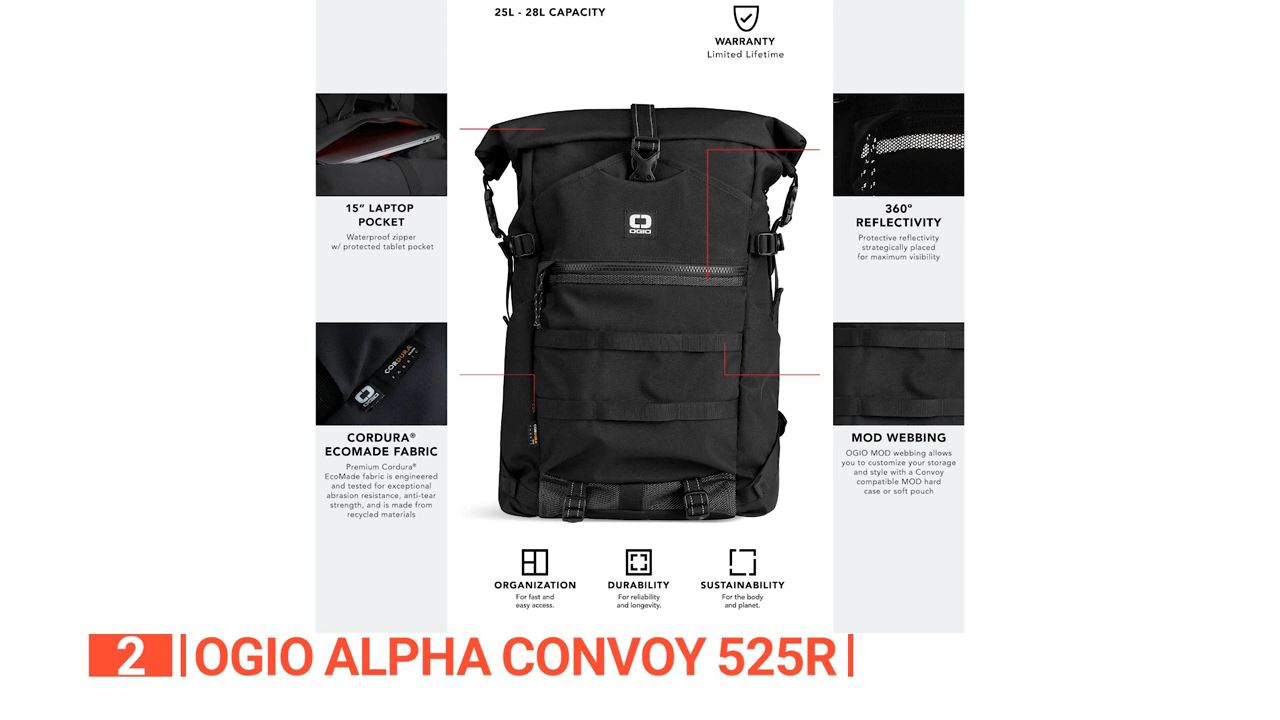 25L - 28L CAPACITY
WARRANTY
Limited Lifetime
15” LAPTOP
POCKET
Waterproof zipper
w/ protected tablet pocket
360°
REFLECTIVITY
Protective reflectivity
strategically placed
for maximum visibility
OGIO
CORDURA
FABRIC
OGIO
CORDURA®
ECOMADE FABRIC
Premium Cordura®
EcoMade fabric is engineered
and tested for exceptional
abrasion resistance, anti-tear
strength, and is made from
recycled materials
MOD WEBBING
OGIO MOD webbing allows
you to customize your storage
and style with a Convoy
compatible MOD hard
case or soft pouch
ORGANIZATION
For fast and
easy access.
DURABILITY
For reliability
and longevity.
SUSTAINABILITY
For the body
and planet.
2 OGIO ALPHA CONVOY 525R